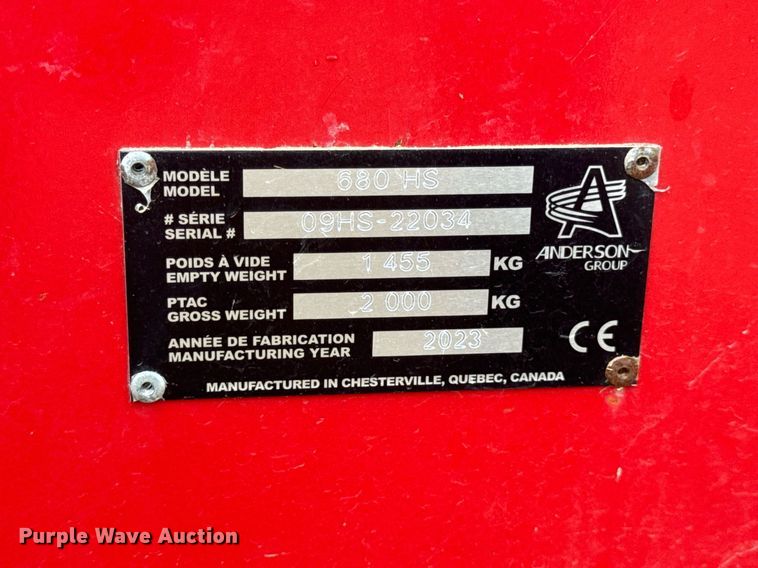 MODÈLE
MODEL 680 HS
# SÉRIE
SERIAL # 09HS-22034
ANDERSON
GROUP
POIDS À VIDE
EMPTY WEIGHT 1 455 KG
PTAC
GROSS WEIGHT 2 000 KG
ANNÉE DE FABRICATION
MANUFACTURING YEAR 2023
CE
MANUFACTURED IN CHESTERVILLE, QUEBEC, CANADA
Purple Wave Auction